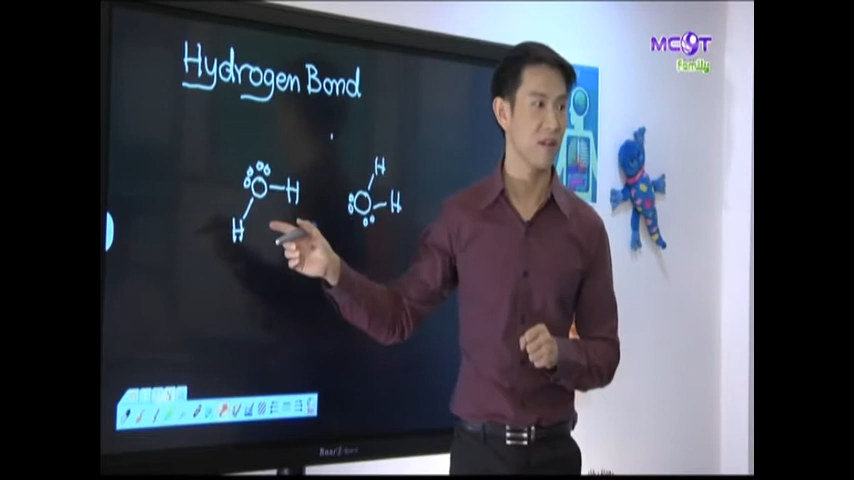 MCOT
Family
Hydrogen Bond
H
O – H
H
O – H
H